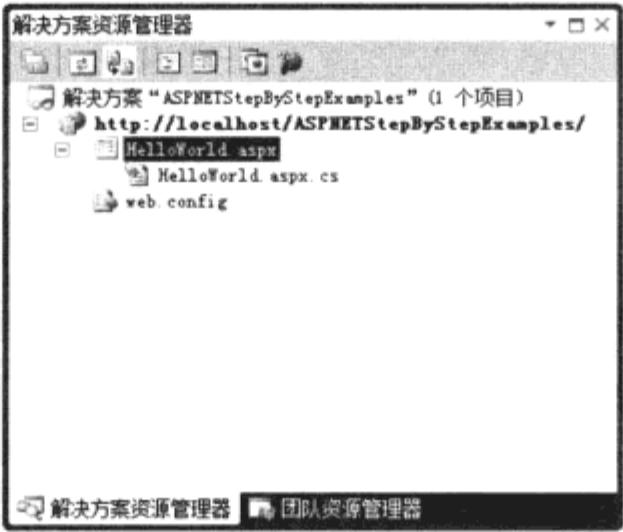 解决方案资源管理器
解决方案“ASPNETStepByStepExamples”(1 个项目)
http://localhost/ASPNETStepByStepExamples/
HelloWorld.aspx
HelloWorld.aspx.cs
web.config
解决方案资源管理器 团队资源管理器